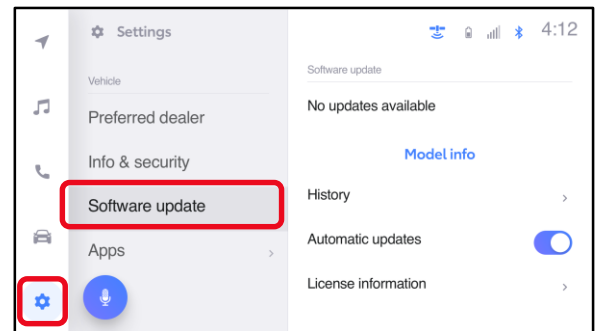 Settings
4:12
Vehicle
Preferred dealer
Info & security
Software update
Apps
Software update
No updates available
Model info
History
Automatic updates
License information